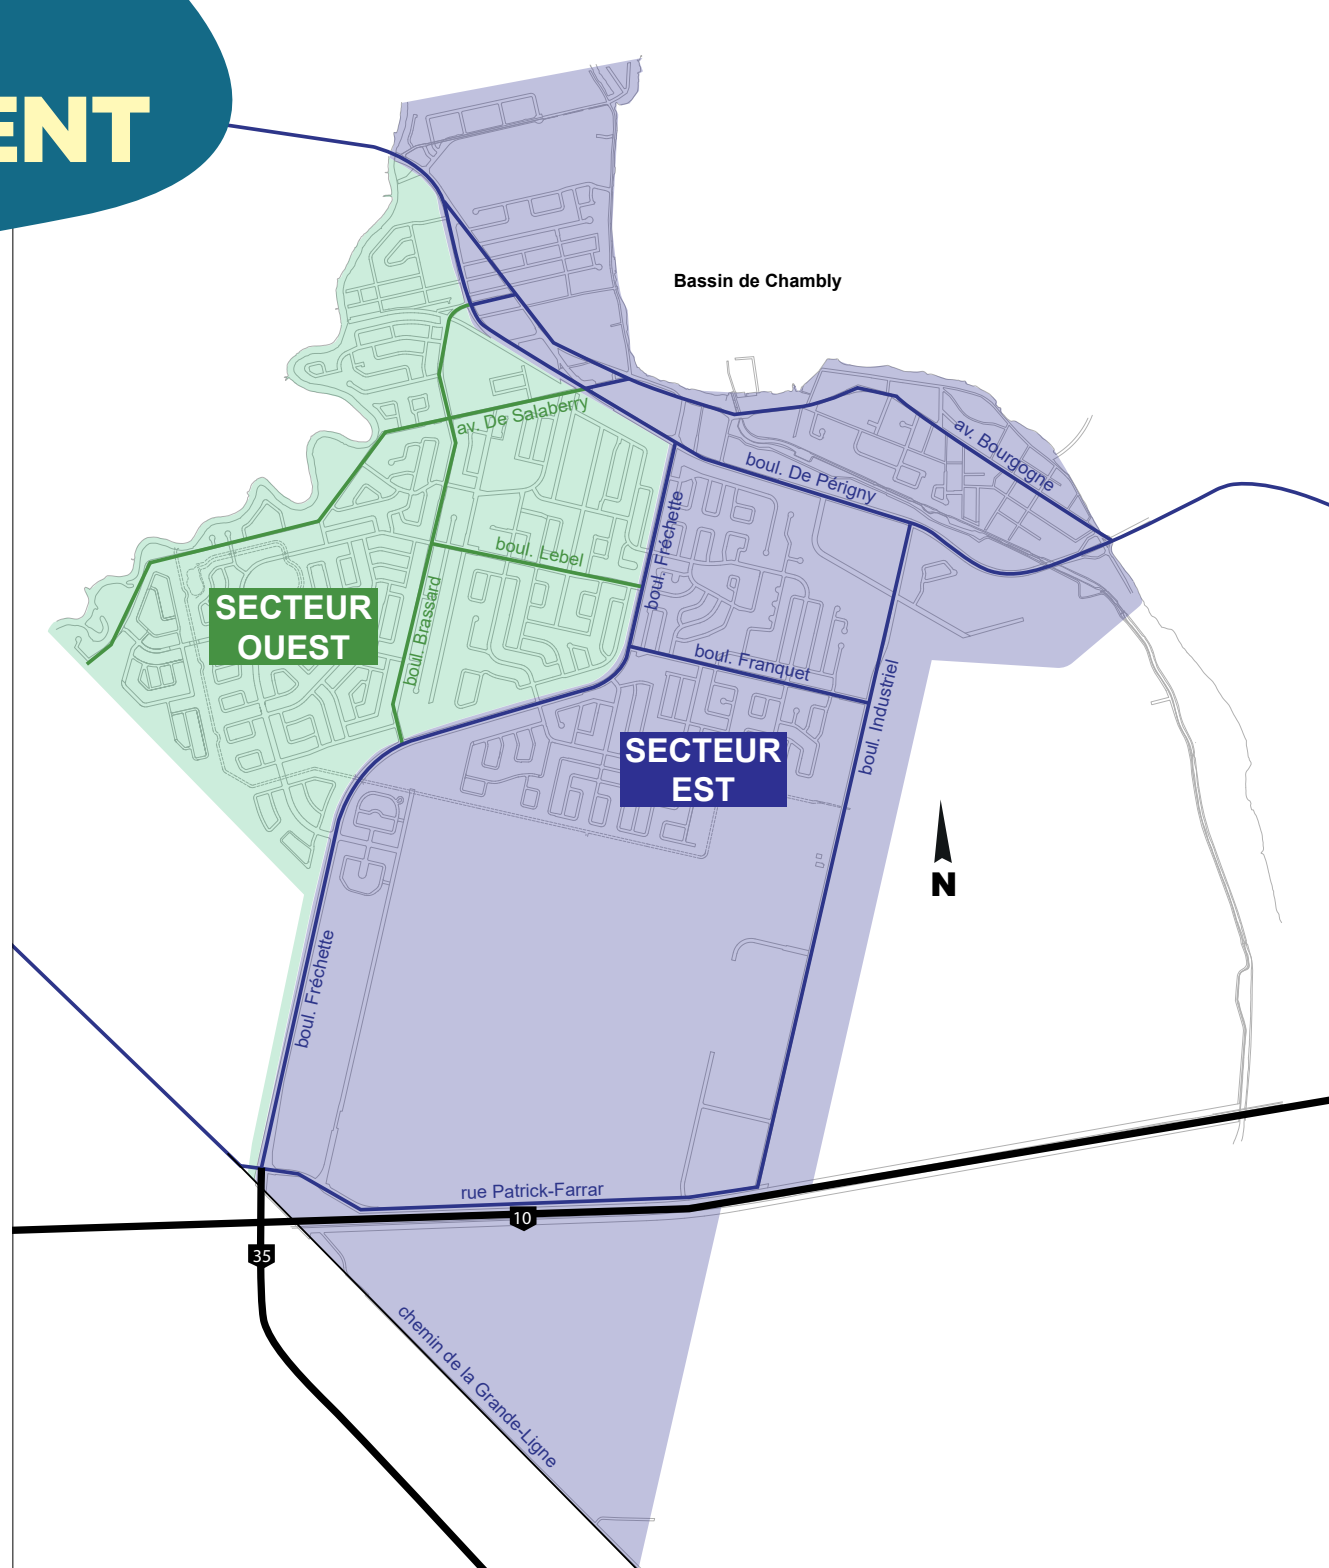 ENT
Bassin de Chambly
av. De Salaberry
av. Bourgogne
boul. De Périgny
boul. Fréchette
boul. Lebel
boul. Brassard
SECTEUR
OUEST
boul. Franquet
boul. Industriel
SECTEUR
EST
N
boul. Fréchette
rue Patrick-Farrar
10
35
chemin de la Grande-Ligne